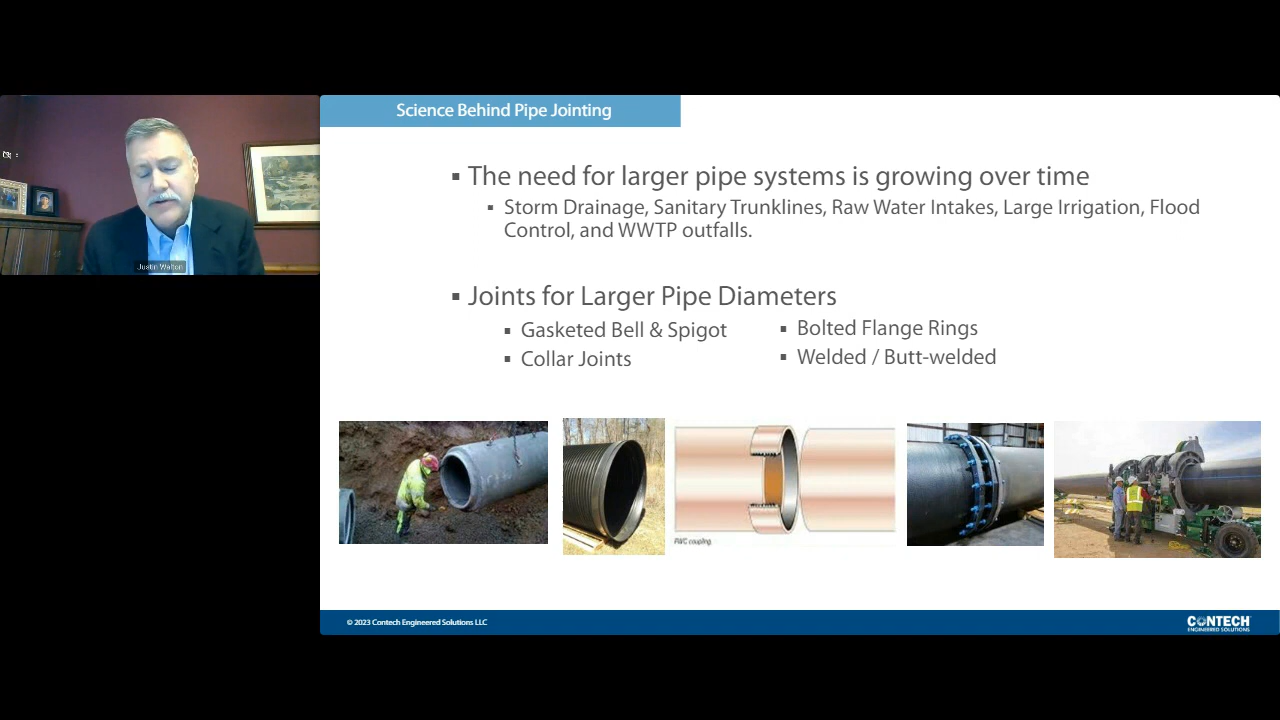 Science Behind Pipe Jointing
▪ The need for larger pipe systems is growing over time
▪ Storm Drainage, Sanitary Trunklines, Raw Water Intakes, Large Irrigation, Flood
Control, and WWTP outfalls.
▪ Joints for Larger Pipe Diameters
▪ Gasketed Bell & Spigot
▪ Collar Joints
▪ Bolted Flange Rings
▪ Welded / Butt-welded
Justin Welton
coupling
© 2023 Contech Engineered Solutions LLC
CONTECH
ENGINEERED SOLUTIONS